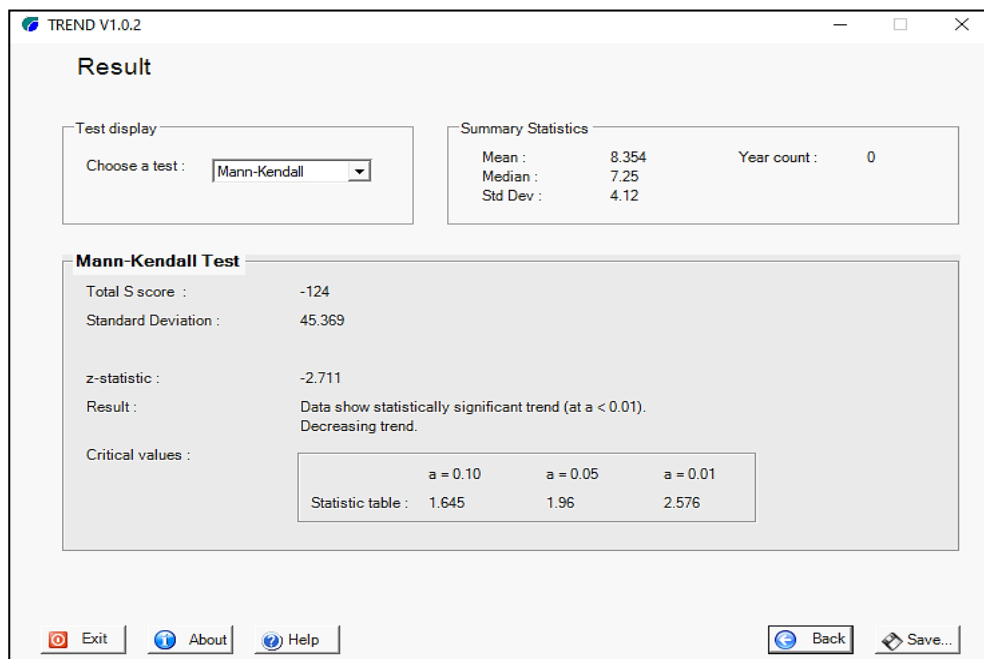 TREND V1.0.2
Result
Test display
Choose a test :
Mann-Kendall
Summary Statistics
Mean : 8.354 Year count : 0
Median : 7.25
Std Dev : 4.12
Mann-Kendall Test
Total S score : -124
Standard Deviation : 45.369
z-statistic : -2.711
Result : Data show statistically significant trend (at a < 0.01).
Decreasing trend.
Critical values :
a = 0.10 a = 0.05 a = 0.01
Statistic table : 1.645 1.96 2.576
Exit About Help Back Save...